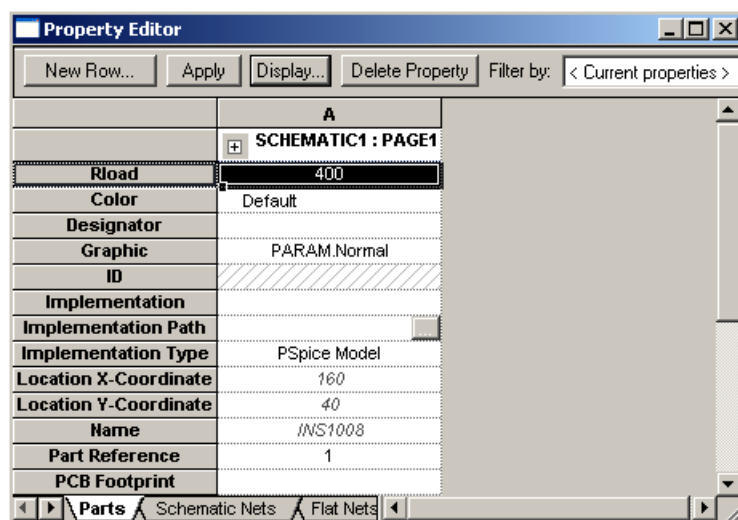 Property Editor
New Row... Apply Display... Delete Property Filter by: < Current properties >
A
SCHEMATIC1 : PAGE1
Rload 400
Color Default
Designator
Graphic PARAM.Normal
ID
Implementation
Implementation Path ...
Implementation Type PSpice Model
Location X-Coordinate 160
Location Y-Coordinate 40
Name INS1008
Part Reference 1
PCB Footprint
Parts Schematic Nets Flat Nets